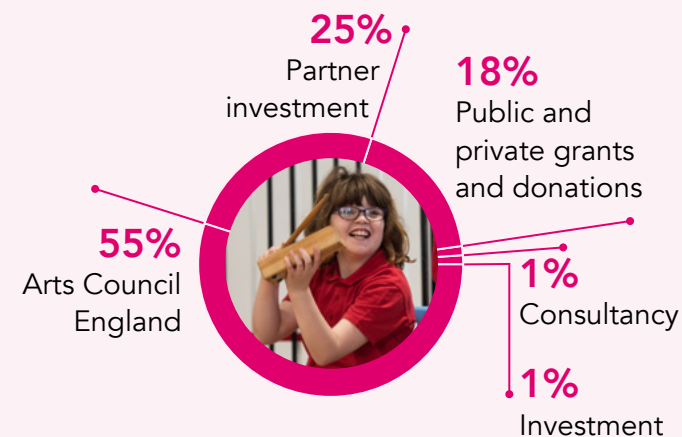 25%
Partner
investment
18%
Public and
private grants
and donations
55%
Arts Council
England
1%
Consultancy
1%
Investment